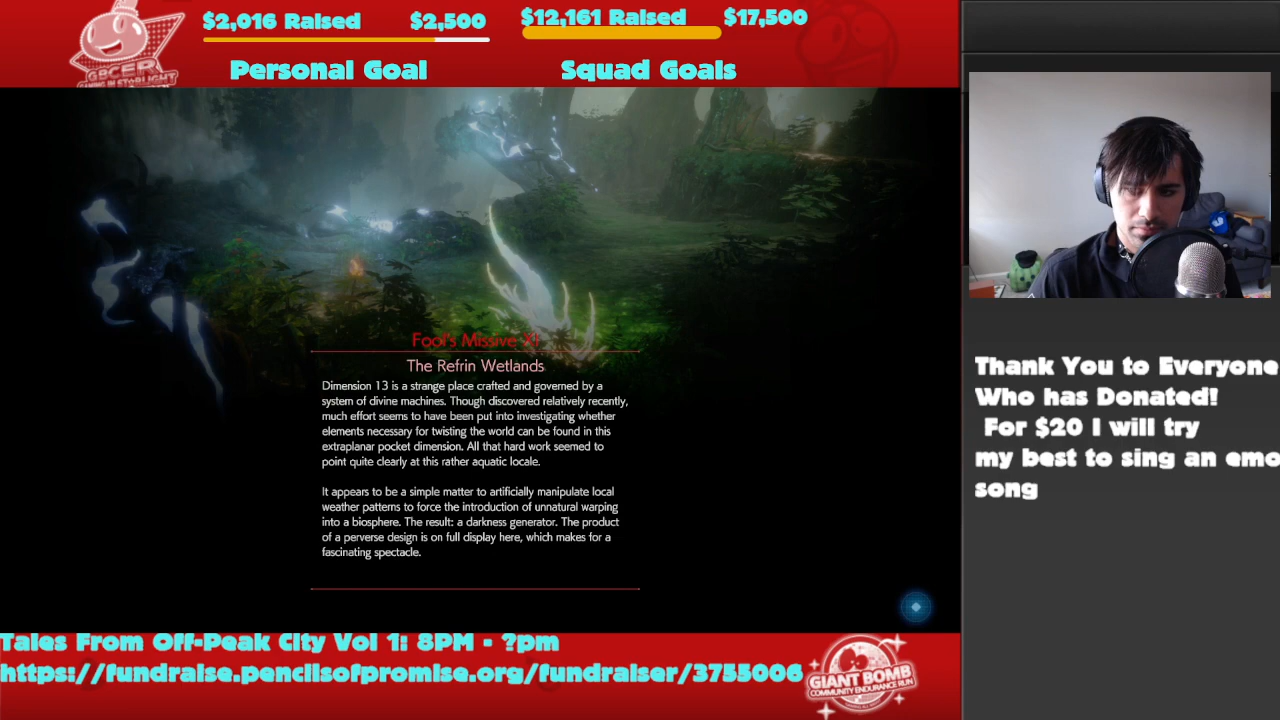 $2,016 Raised
$2,500
$12,161 Raised
$17,500
GBCER
GAMING IN STARLIGHT
Personal Goal
Squad Goals
Fool's Missive XI
The Refrin Wetlands
Dimension 13 is a strange place crafted and governed by a
system of divine machines. Though discovered relatively recently,
much effort seems to have been put into investigating whether
elements necessary for twisting the world can be found in this
extraplanar pocket dimension. All that hard work seemed to
point quite clearly at this rather aquatic locale.
It appears to be a simple matter to artificially manipulate local
weather patterns to force the introduction of unnatural warping
into a biosphere. The result: a darkness generator. The product
of a perverse design is on full display here, which makes for a
fascinating spectacle.
Thank You to Everyone
Who has Donated!
For $20 I will try
my best to sing an emo
song
Tales From Off-Peak City Vol 1: 8PM - ?pm
https://fundraise.pencilsofpromise.org/fundraiser/3755006
GIANT BOMB
COMMUNITY ENDURANCE RUN